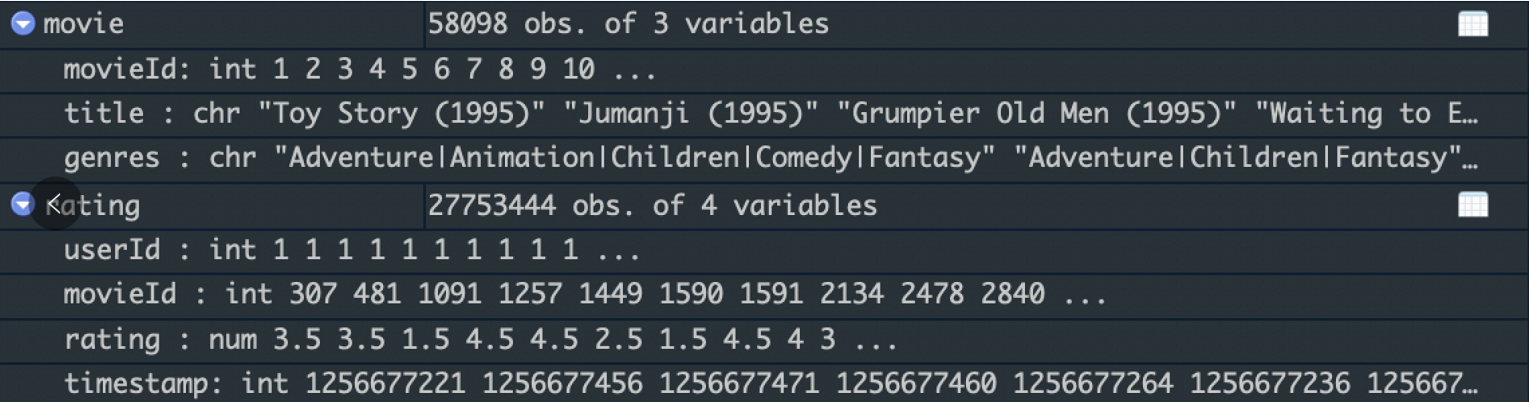 movie 58098 obs. of 3 variables
movieId: int 1 2 3 4 5 6 7 8 9 10 ...
title : chr "Toy Story (1995)" "Jumanji (1995)" "Grumpier Old Men (1995)" "Waiting to E…
genres : chr "Adventure|Animation|Children|Comedy|Fantasy" "Adventure|Children|Fantasy"…
rating 27753444 obs. of 4 variables
userId : int 1 1 1 1 1 1 1 1 1 1 ...
movieId : int 307 481 1091 1257 1449 1590 1591 2134 2478 2840 ...
rating : num 3.5 3.5 1.5 4.5 4.5 2.5 1.5 4.5 4 3 ...
timestamp: int 1256677221 1256677456 1256677471 1256677460 1256677264 1256677236 125667…